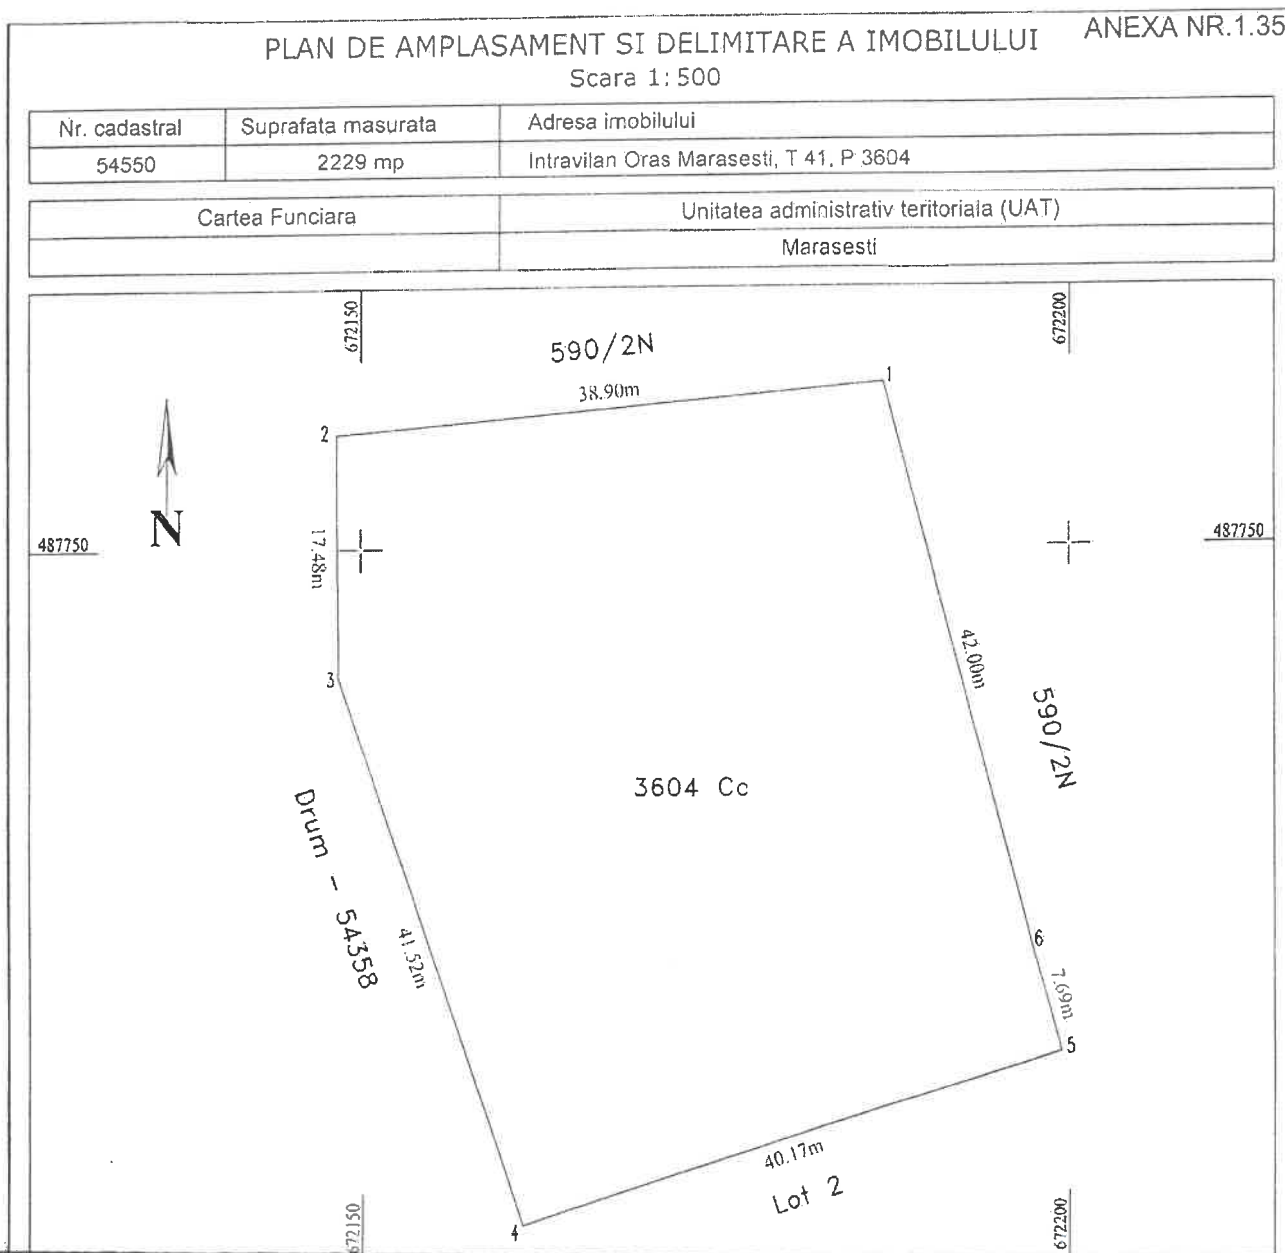 ANEXA NR.1.35
PLAN DE AMPLASAMENT SI DELIMITARE A IMOBILULUI
Scara 1:500
Nr. cadastral Suprafata masurata Adresa imobilului
54550 2229 mp Intravilan Oras Marasesti, T 41, P 3604
Cartea Funciara Unitatea administrativ teritoriala (UAT)
Marasesti
672150
672200
590/2N
38.90m
1
2
N
487750
487750
17.48m
3
42.00m
590/2N
3604 Cc
Drum - 54358
41.52m
6
7.69m
5
40.17m
Lot 2
4
672150
672200